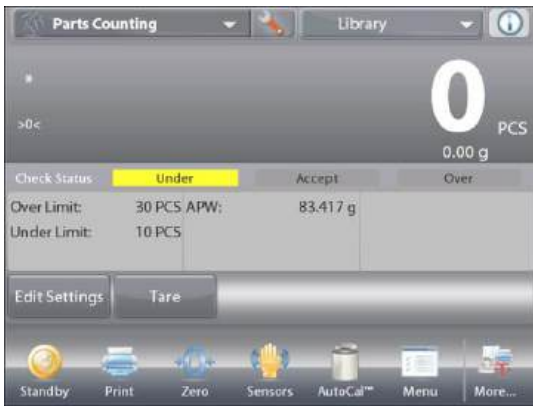 Parts Counting Library
*
0 PCS
>0<
0.00 g
Check Status Under Accept Over
Over Limit: 30 PCS APW: 83.417 g
Under Limit: 10 PCS
Edit Settings Tare
Standby Print Zero Sensors AutoCal™ Menu More...